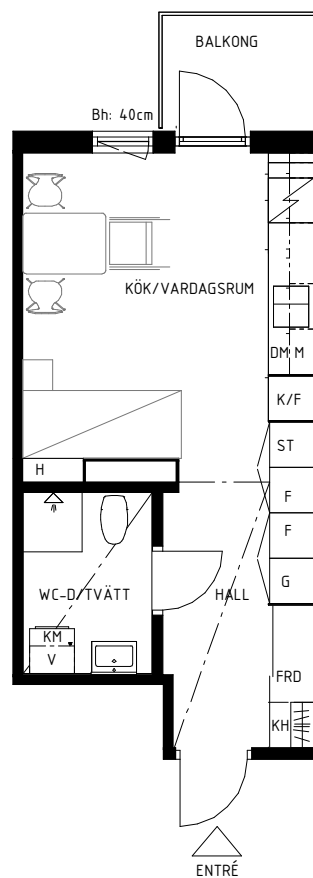 BALKONG
Bh: 40cm
KÖK/VARDAGSRUM
DM M
K/F
ST
H
F
F
G
WC-D/TVÄTT
HALL
KM
V
FRD
KH
ENTRÉ